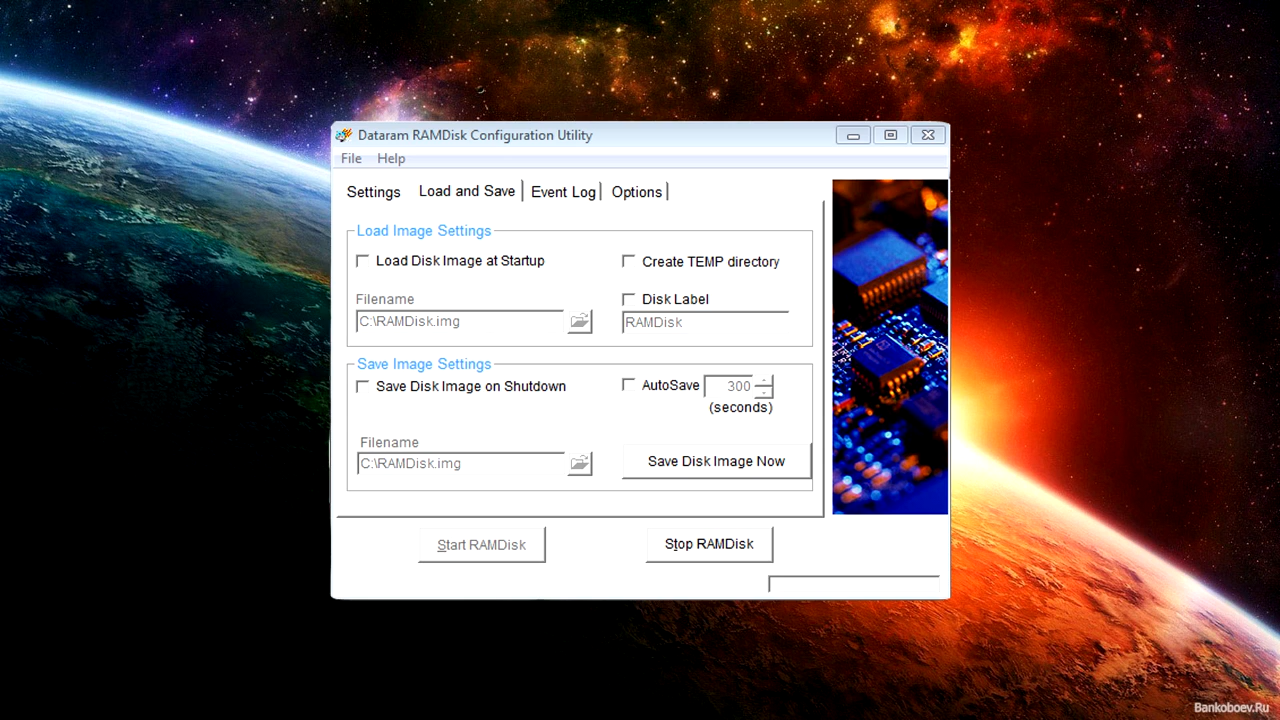 Dataram RAMDisk Configuration Utility
File Help
Settings Load and Save Event Log Options
Load Image Settings
Load Disk Image at Startup Create TEMP directory
Filename Disk Label
C:\RAMDisk.img RAMDisk
Save Image Settings
Save Disk Image on Shutdown AutoSave 300
(seconds)
Filename
C:\RAMDisk.img Save Disk Image Now
Start RAMDisk Stop RAMDisk
Bankoboev.Ru